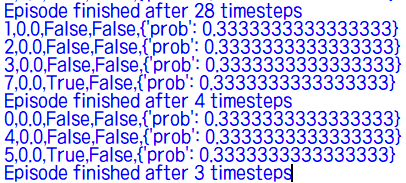 Episode finished after 28 timesteps
1,0.0,False,False,{'prob': 0.3333333333333333}
2,0.0,False,False,{'prob': 0.3333333333333333}
3,0.0,False,False,{'prob': 0.3333333333333333}
7,0.0,True,False,{'prob': 0.3333333333333333}
Episode finished after 4 timesteps
0,0.0,False,False,{'prob': 0.3333333333333333}
4,0.0,False,False,{'prob': 0.3333333333333333}
5,0.0,True,False,{'prob': 0.3333333333333333}
Episode finished after 3 timesteps